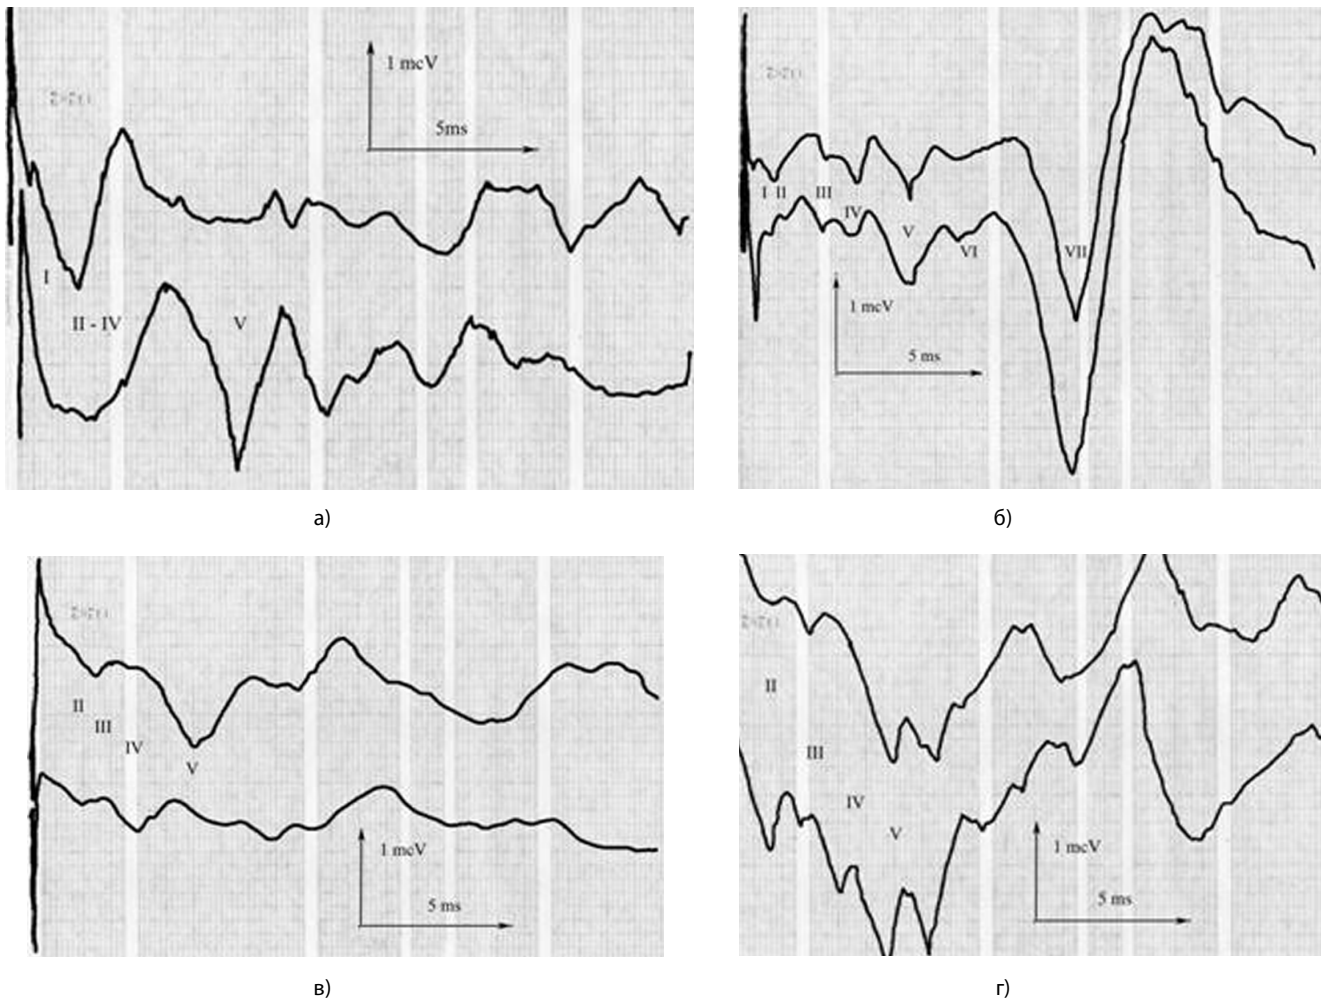 1 mcV
5ms
I
II - IV
V
а)
I II
III
IV
V
VI
VII
1 mcV
5 ms
б)
II
III
IV
V
1 mcV
5 ms
в)
II
III
IV
V
1 mcV
5 ms
г)